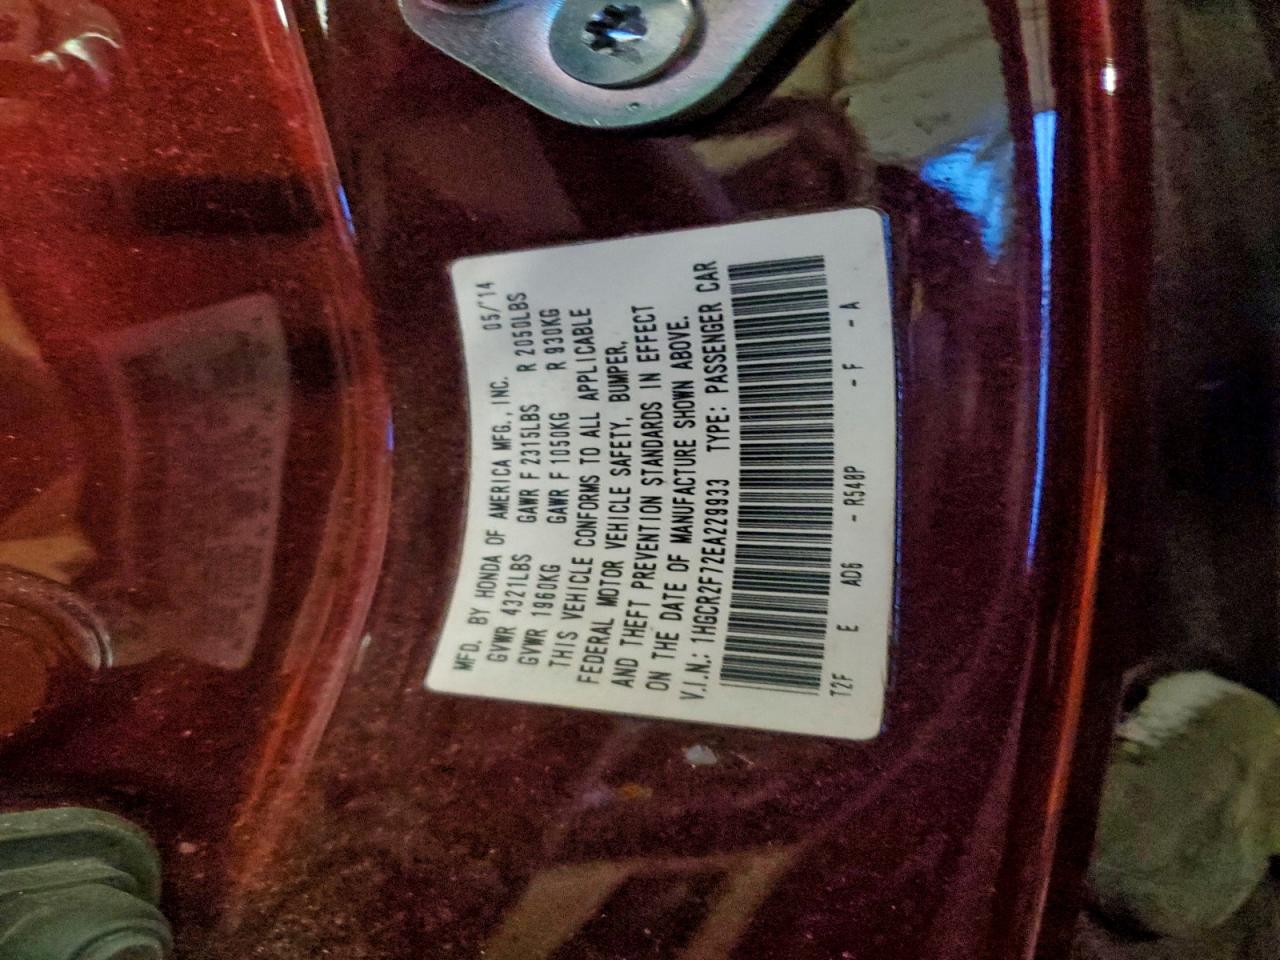 MFD. BY HONDA OF AMERICA MFG., INC. 05/'14
GVWR 4321LBS GAWR F 2315LBS R 2050LBS
GVWR 1960KG GAWR F 1050KG R 930KG
THIS VEHICLE CONFORMS TO ALL APPLICABLE
FEDERAL MOTOR VEHICLE SAFETY, BUMPER,
AND THEFT PREVENTION STANDARDS IN EFFECT
ON THE DATE OF MANUFACTURE SHOWN ABOVE.
V.I.N.: 1HGCR2F72EA229933 TYPE: PASSENGER CAR
T2F E AD6 - R548P - F - A